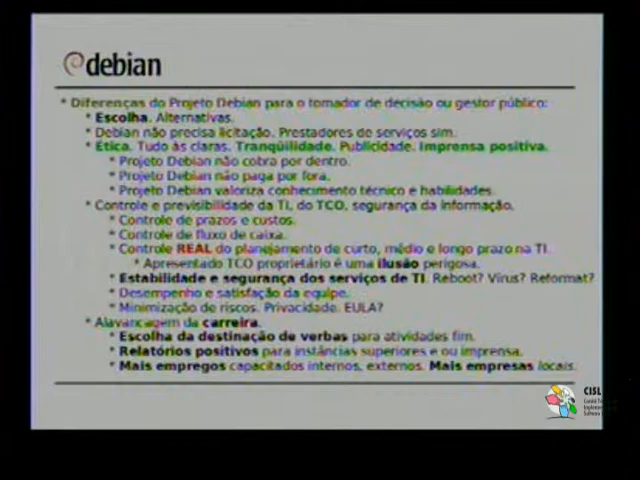 debian
* Diferenças do Projeto Debian para o tomador de decisão ou gestor público:
* Escolha. Alternativas.
* Debian não precisa licitação. Prestadores de serviços sim.
* Ética. Tudo às claras. Tranqüilidade. Publicidade. Imprensa positiva.
* Projeto Debian não cobra por dentro.
* Projeto Debian não paga por fora.
* Projeto Debian valoriza conhecimento técnico e habilidades.
* Controle e previsibilidade da TI, do TCO, segurança da informação.
* Controle de prazos e custos.
* Controle de fluxo de caixa.
* Controle REAL do planejamento de curto, médio e longo prazo na TI.
* Apresentado TCO proprietário é uma ilusão perigosa.
* Estabilidade e segurança dos serviços de TI. Reboot? Virus? Reformat?
* Desempenho e satisfação da equipe.
* Minimização de riscos. Privacidade. EULA?
* Alavancagem da carreira.
* Escolha da destinação de verbas para atividades fim.
* Relatórios positivos para instâncias superiores e ou imprensa.
* Mais empregos capacitados internos, externos. Mais empresas locais.
CISL